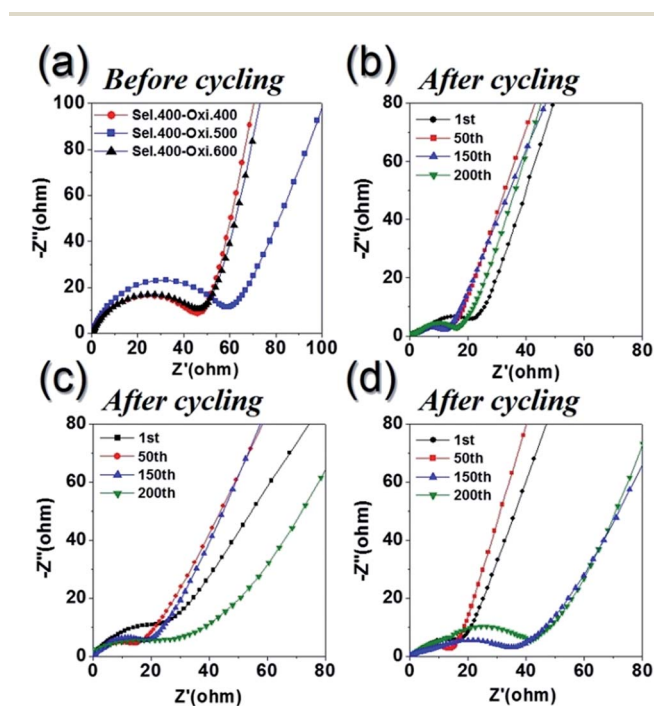 (a)
Before cycling
100
80
60
40
20
0
-Z"(ohm)
Sel.400-Oxi.400
Sel.400-Oxi.500
Sel.400-Oxi.600
0 20 40 60 80 100
Z'(ohm)
(b)
After cycling
80
60
40
20
0
-Z"(ohm)
1st
50th
150th
200th
0 20 40 60 80
Z'(ohm)
(c)
After cycling
80
60
40
20
0
-Z"(ohm)
1st
50th
150th
200th
0 20 40 60 80
Z'(ohm)
(d)
After cycling
80
60
40
20
0
-Z"(ohm)
1st
50th
150th
200th
0 20 40 60 80
Z'(ohm)